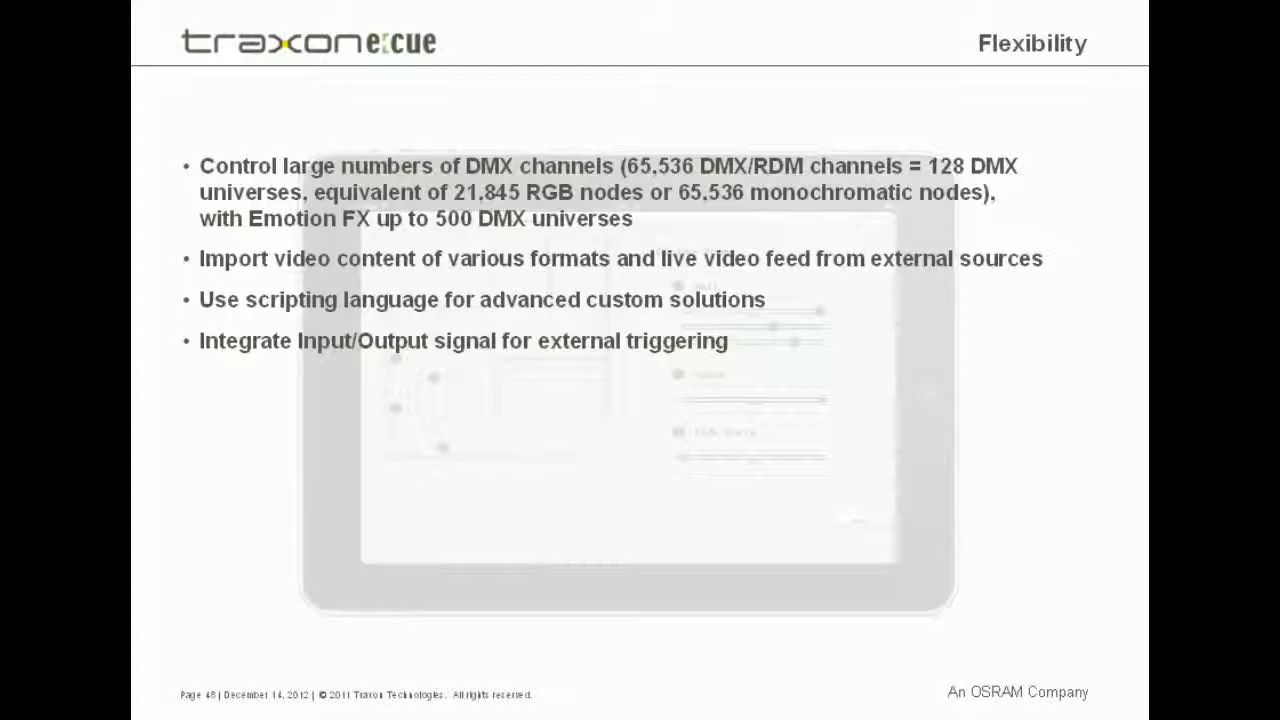 traxon e:cue
Flexibility
• Control large numbers of DMX channels (65,536 DMX/RDM channels = 128 DMX
universes, equivalent of 21,845 RGB nodes or 65,536 monochromatic nodes),
with Emotion FX up to 500 DMX universes
• Import video content of various formats and live video feed from external sources
• Use scripting language for advanced custom solutions
• Integrate Input/Output signal for external triggering
Page 48 | December 14, 2012 | © 2011 Traxon Technologies. All rights reserved.
An OSRAM Company